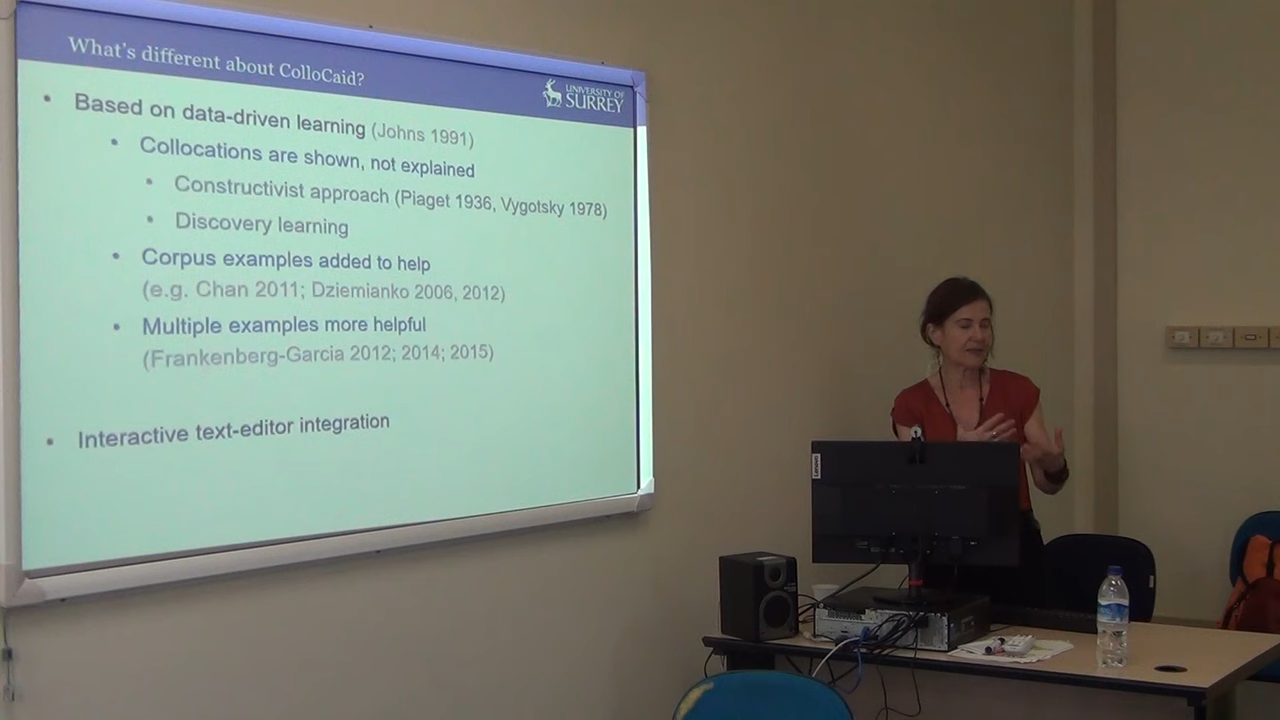 What's different about ColloCaid?
UNIVERSITY OF
SURREY
• Based on data-driven learning (Johns 1991)
• Collocations are shown, not explained
• Constructivist approach (Piaget 1936, Vygotsky 1978)
• Discovery learning
• Corpus examples added to help
(e.g. Chan 2011; Dziemianko 2006, 2012)
• Multiple examples more helpful
(Frankenberg-Garcia 2012; 2014; 2015)
• Interactive text-editor integration
Lenovo